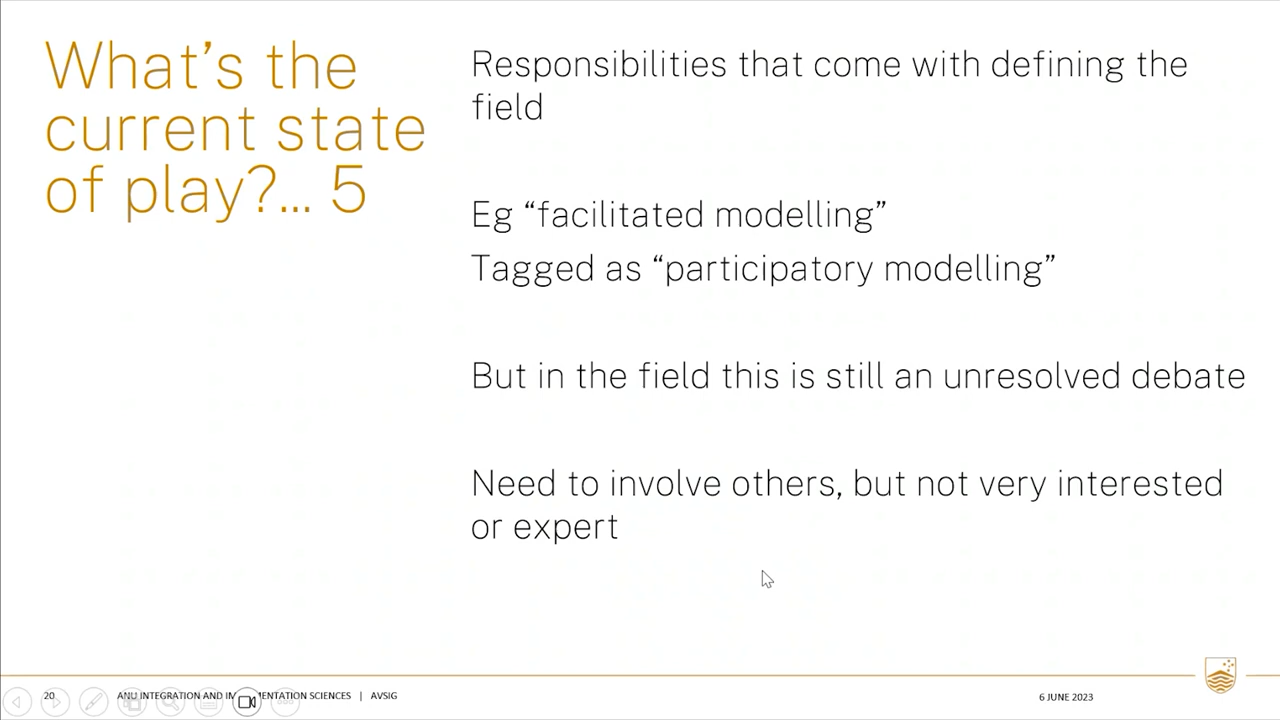 What’s the
current state
of play?... 5
Responsibilities that come with defining the
field
Eg “facilitated modelling”
Tagged as “participatory modelling”
But in the field this is still an unresolved debate
Need to involve others, but not very interested
or expert
20
ANU INTEGRATION AND IM MENTATION SCIENCES | AVSIG
6 JUNE 2023